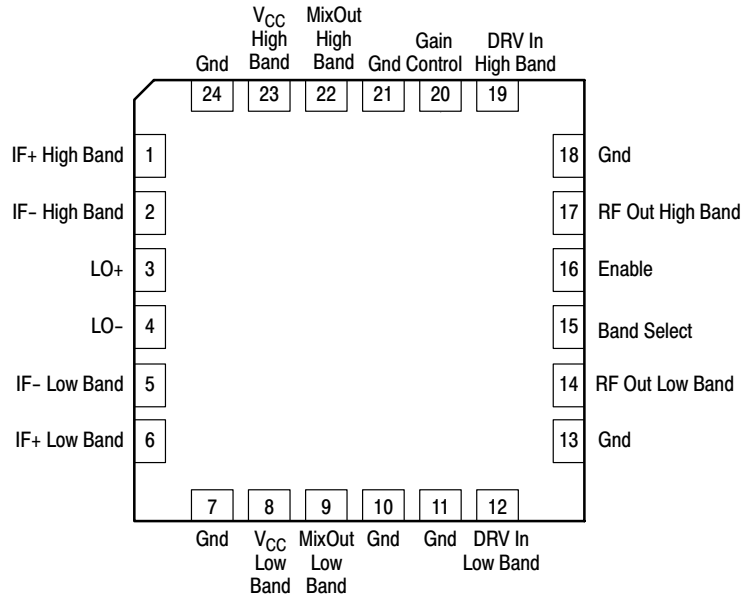 V_CC MixOut
High High Gain DRV In
Gnd Band Band Gnd Control High Band
24 23 22 21 20 19
IF+ High Band 1 18 Gnd
IF- High Band 2 17 RF Out High Band
LO+ 3 16 Enable
LO- 4 15 Band Select
IF- Low Band 5 14 RF Out Low Band
IF+ Low Band 6 13 Gnd
7 8 9 10 11 12
Gnd V_CC MixOut Gnd Gnd DRV In
Low Low Low Band
Band Band